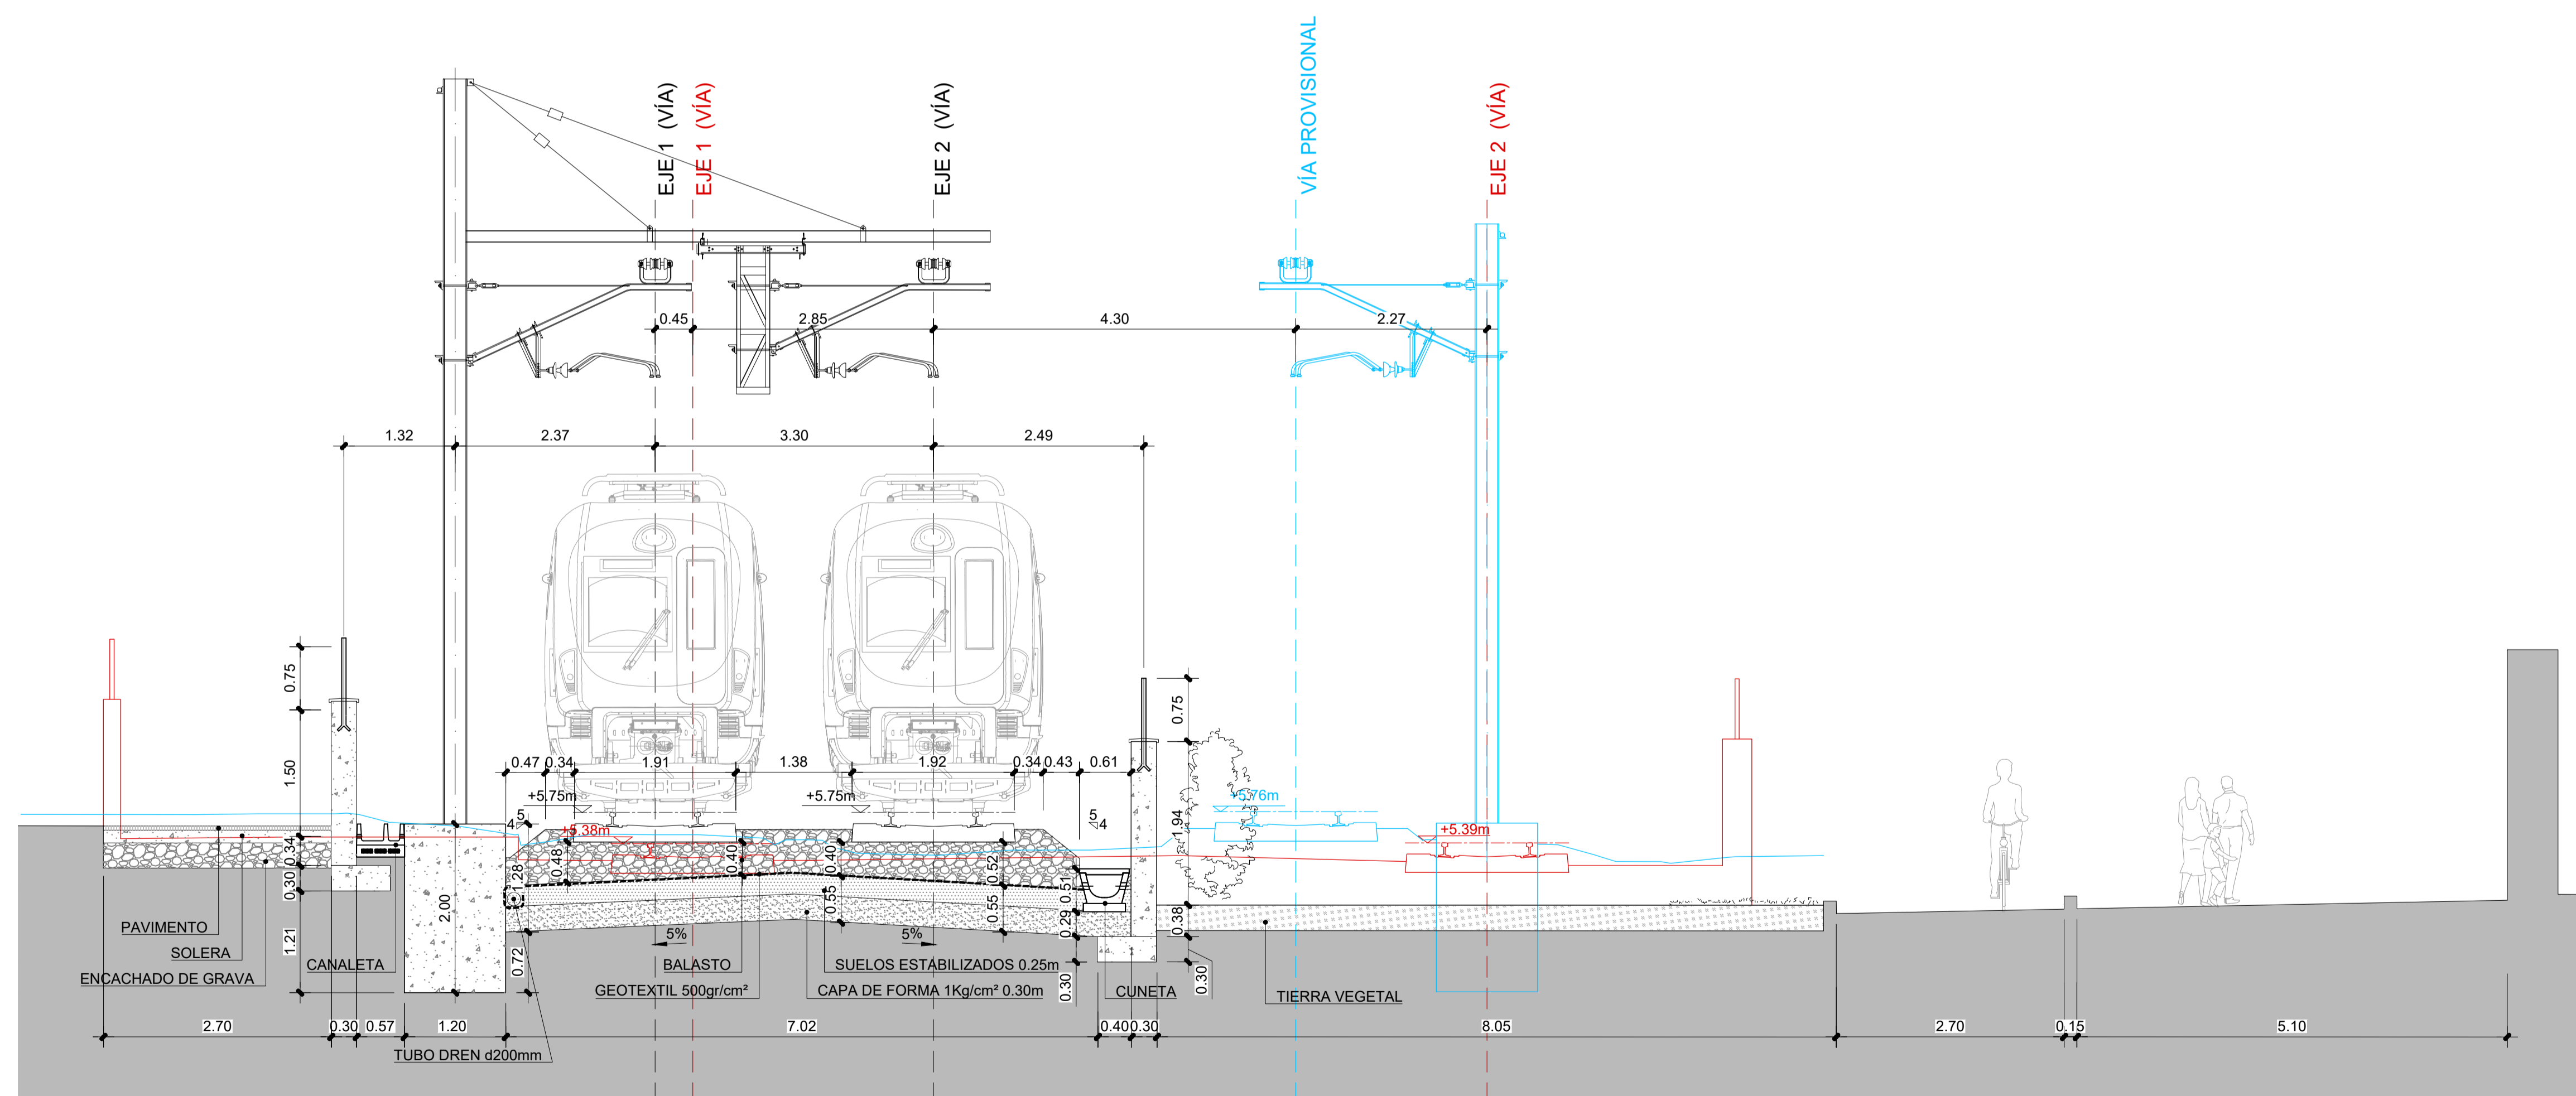 VÍA PROVISIONAL
EJE 1 (VÍA)
EJE 1 (VÍA)
EJE 2 (VÍA)
EJE 2 (VÍA)
0.45
2.85
4.30
2.27
1.32
2.37
3.30
2.49
0.75
1.50
0.34
0.30
1.21
0.75
1.94
0.38
0.30
0.47
0.34
1.91
1.38
1.92
0.34
0.43
0.61
+5.75m
+5.75m
+5.76m
+5.38m
+5.39m
5
4
5
4
0.48
0.40
0.40
0.52
1.28
0.55
0.55
0.51
0.29
0.30
2.00
0.72
5%
5%
PAVIMENTO
SOLERA
ENCACHADO DE GRAVA
CANALETA
BALASTO
SUELOS ESTABILIZADOS 0.25m
GEOTEXTIL 500gr/cm²
CAPA DE FORMA 1Kg/cm² 0.30m
CUNETA
TIERRA VEGETAL
2.70
0.30
0.57
1.20
7.02
0.40
0.30
8.05
2.70
0.15
5.10
TUBO DREN d200mm